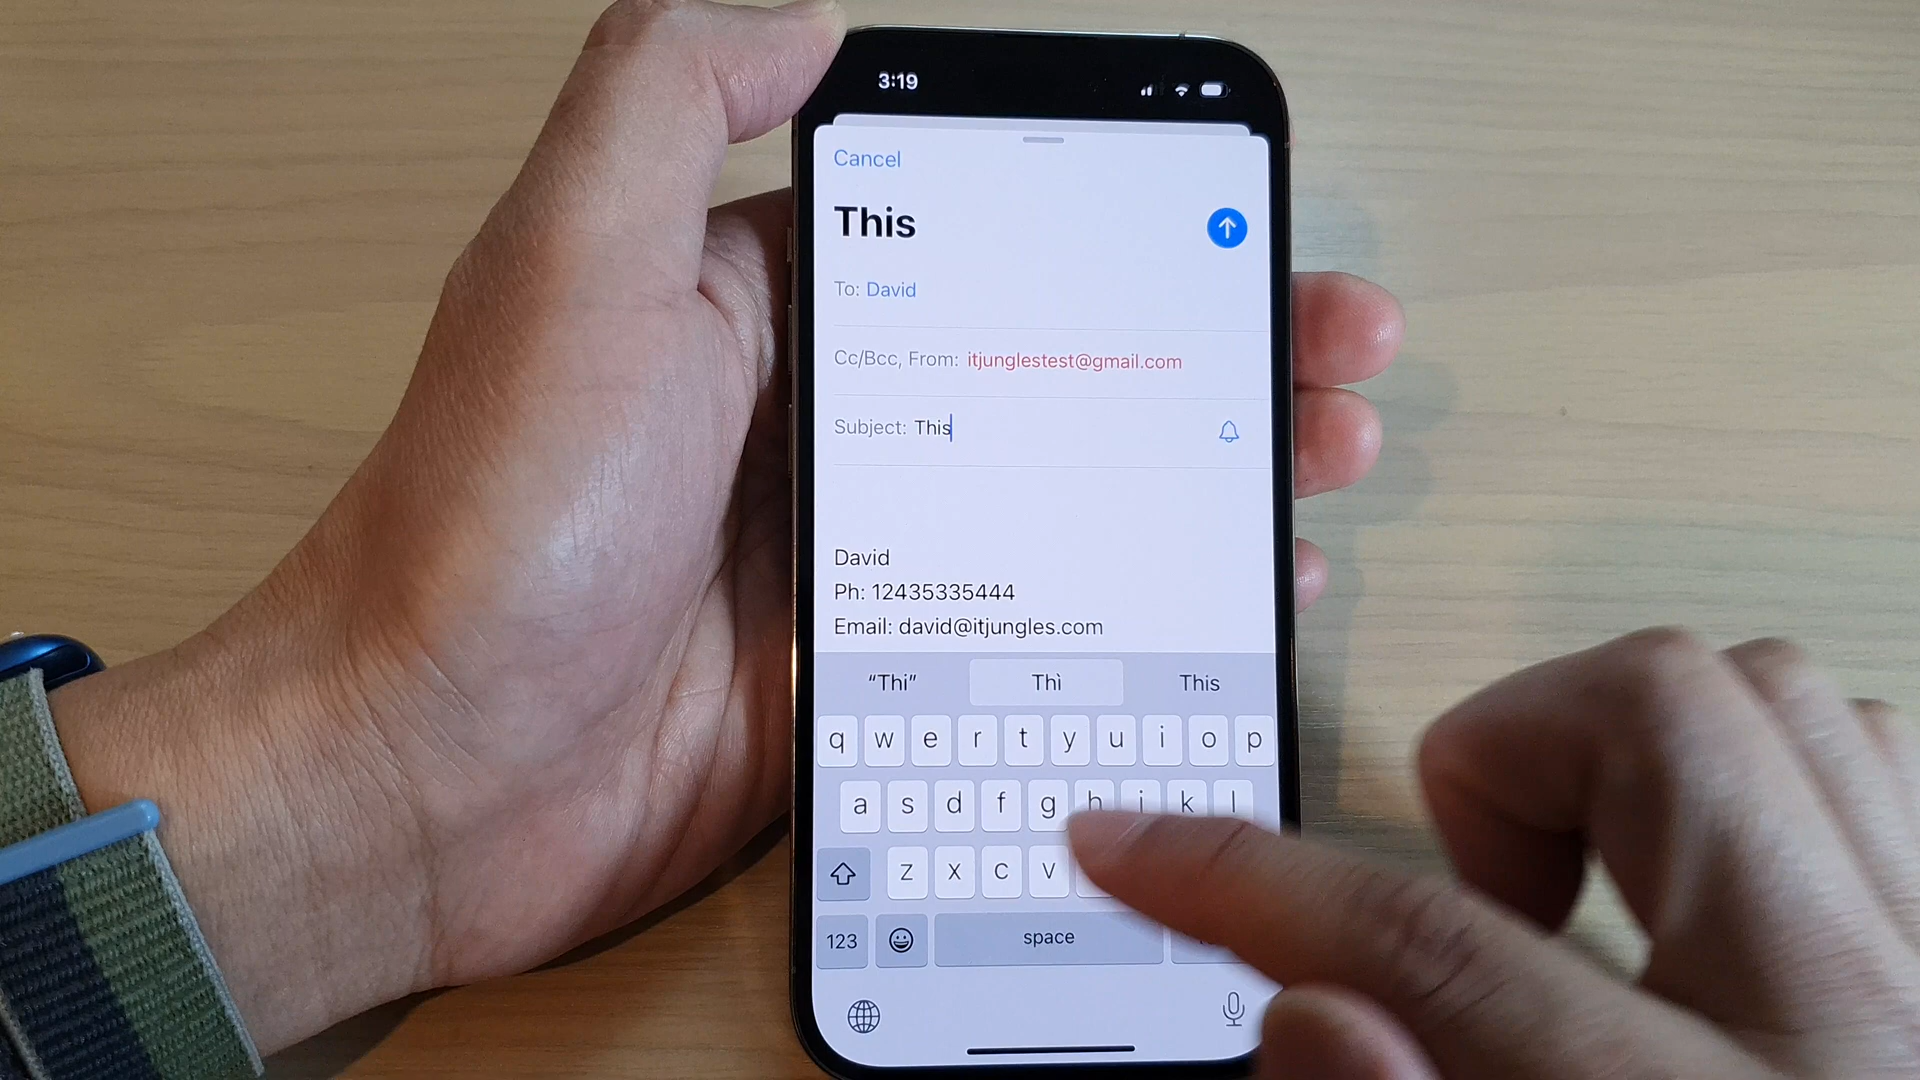 3:19
Cancel
This
To: David
Cc/Bcc, From: itjunglestest@gmail.com
Subject: This
David
Ph: 12435335444
Email: david@itjungles.com
“Thi” Thì This
q w e r t y u i o p
a s d f g h j k l
z x c v
123 space